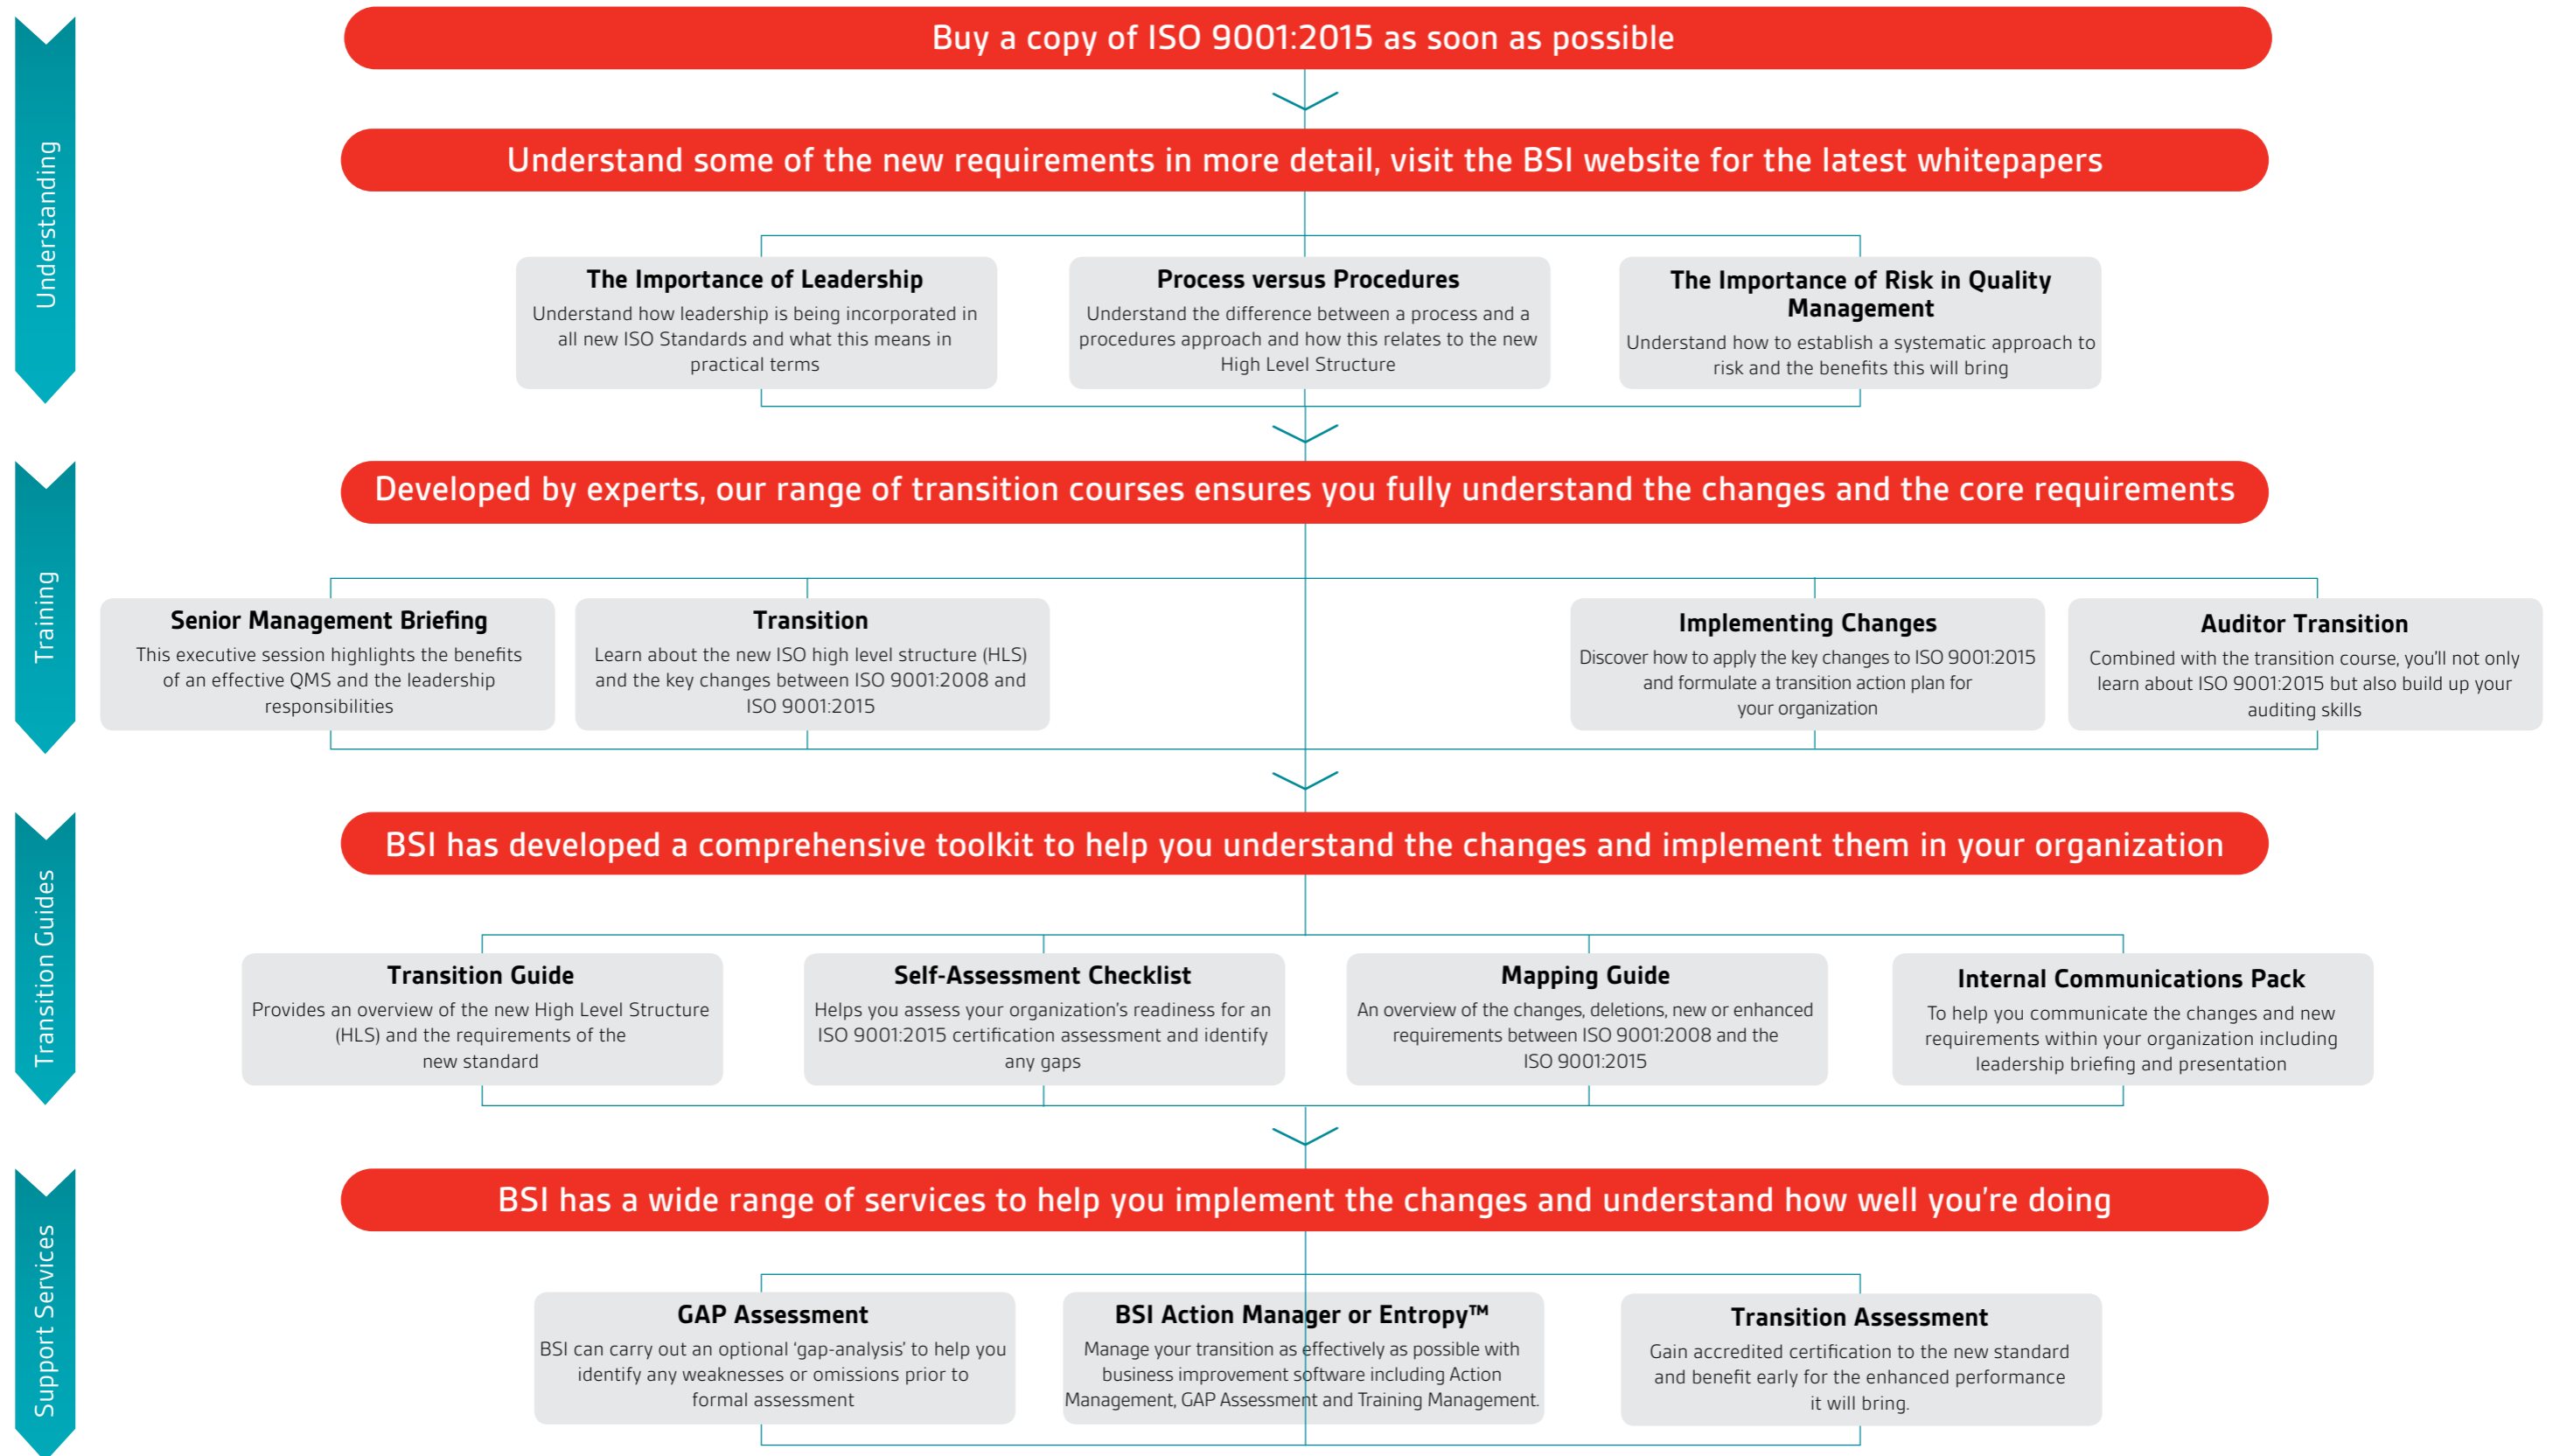 Buy a copy of ISO 9001:2015 as soon as possible
Understanding
Understand some of the new requirements in more detail, visit the BSI website for the latest whitepapers
The Importance of Leadership
Understand how leadership is being incorporated in
all new ISO Standards and what this means in
practical terms
Process versus Procedures
Understand the difference between a process and a
procedures approach and how this relates to the new
High Level Structure
The Importance of Risk in Quality
Management
Understand how to establish a systematic approach to
risk and the benefits this will bring
Training
Developed by experts, our range of transition courses ensures you fully understand the changes and the core requirements
Senior Management Briefing
This executive session highlights the benefits
of an effective QMS and the leadership
responsibilities
Transition
Learn about the new ISO high level structure (HLS)
and the key changes between ISO 9001:2008 and
ISO 9001:2015
Implementing Changes
Discover how to apply the key changes to ISO 9001:2015
and formulate a transition action plan for
your organization
Auditor Transition
Combined with the transition course, you'll not only
learn about ISO 9001:2015 but also build up your
auditing skills
Transition Guides
BSI has developed a comprehensive toolkit to help you understand the changes and implement them in your organization
Transition Guide
Provides an overview of the new High Level Structure
(HLS) and the requirements of the
new standard
Self-Assessment Checklist
Helps you assess your organization's readiness for an
ISO 9001:2015 certification assessment and identify
any gaps
Mapping Guide
An overview of the changes, deletions, new or enhanced
requirements between ISO 9001:2008 and the
ISO 9001:2015
Internal Communications Pack
To help you communicate the changes and new
requirements within your organization including
leadership briefing and presentation
Support Services
BSI has a wide range of services to help you implement the changes and understand how well you're doing
GAP Assessment
BSI can carry out an optional 'gap-analysis' to help you
identify any weaknesses or omissions prior to
formal assessment
BSI Action Manager or Entropy™
Manage your transition as effectively as possible with
business improvement software including Action
Management, GAP Assessment and Training Management.
Transition Assessment
Gain accredited certification to the new standard
and benefit early for the enhanced performance
it will bring.